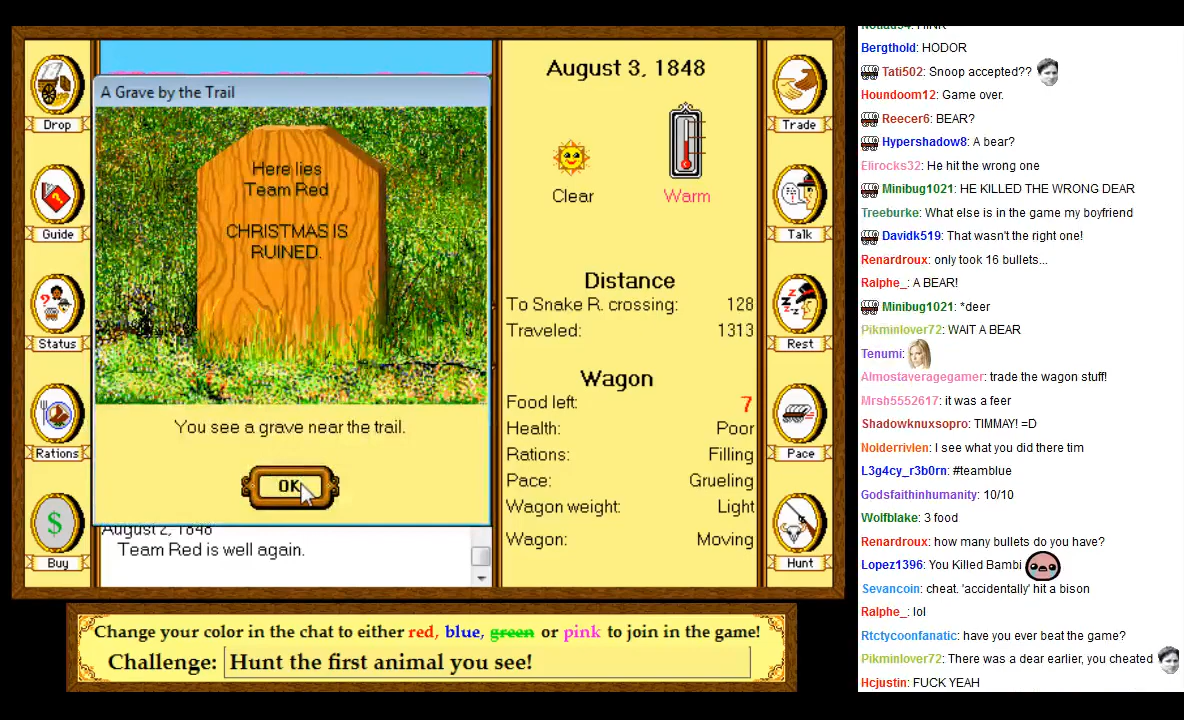 Drop
Guide
Status
Rations
Buy
A Grave by the Trail
Here lies
Team Red
CHRISTMAS IS
RUINED.
You see a grave near the trail.
OK
August 2, 1848
Team Red is well again.
August 3, 1848
Clear
Warm
Distance
To Snake R. crossing: 128
Traveled: 1313
Wagon
Food left: 7
Health: Poor
Rations: Filling
Pace: Grueling
Wagon weight: Light
Wagon: Moving
Trade
Talk
Rest
Pace
Hunt
Change your color in the chat to either red, blue, green or pink to join in the game!
Challenge: Hunt the first animal you see!
Bergthold: HODOR
Tati502: Snoop accepted??
Houndoom12: Game over.
Reecer6: BEAR?
Hypershadow8: A bear?
Elirocks32: He hit the wrong one
Minibug1021: HE KILLED THE WRONG DEAR
Treeburke: What else is in the game my boyfriend
Davidk519: That wasn't the right one!
Renardroux: only took 16 bullets...
Ralphe_: A BEAR!
Minibug1021: *deer
Pikminlover72: WAIT A BEAR
Tenumi:
Almostaveragegamer: trade the wagon stuff!
Mrsh5552617: it was a feer
Shadowknuxsopro: TIMMAY! =D
Nolderrivlen: I see what you did there tim
L3g4cy_r3b0rn: #teamblue
Godsfaithinhumanity: 10/10
Wolfblake: 3 food
Renardroux: how many bullets do you have?
Lopez1396: You Killed Bambi
Sevancoin: cheat. 'accidentally' hit a bison
Ralphe_: lol
Rtctycoonfanatic: have you ever beat the game?
Pikminlover72: There was a dear earlier, you cheated
Hcjustin: FUCK YEAH